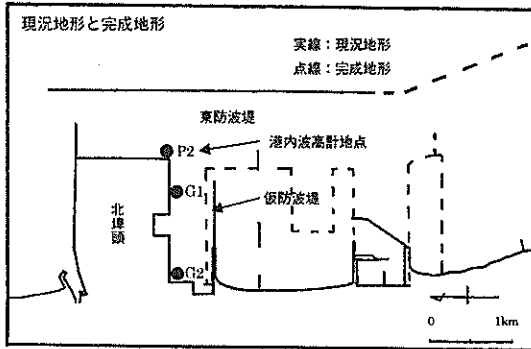 現況地形と完成地形
実線：現況地形
点線：完成地形
東防波堤
P2
港内波高計地点
G1
仮防波堤
北埠頭
G2
0 1km